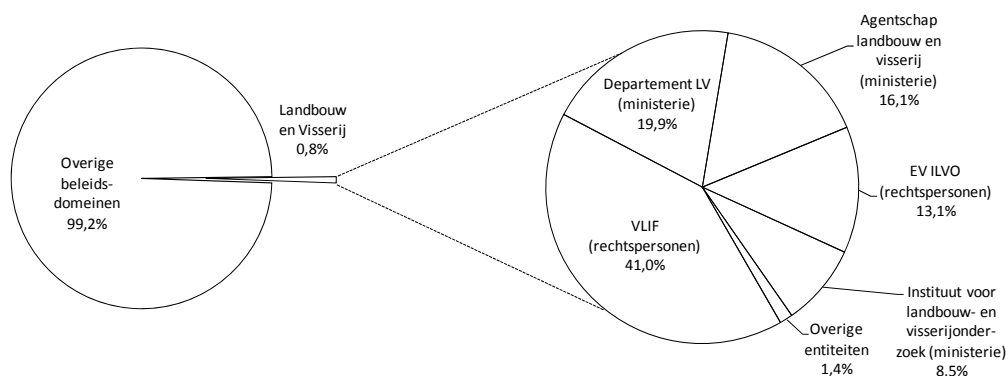 Overige
beleids-
domeinen
99,2%
Landbouw
en Visserij
0,8%
Departement LV
(ministerie)
19,9%
Agentschap
landbouw en
visserij
(ministerie)
16,1%
EV ILVO
(rechtspersonen)
13,1%
VLIF
(rechtspersonen)
41,0%
Instituut voor
landbouw- en
visserijonder-
zoek (ministerie)
8,5%
Overige
entiteiten
1,4%